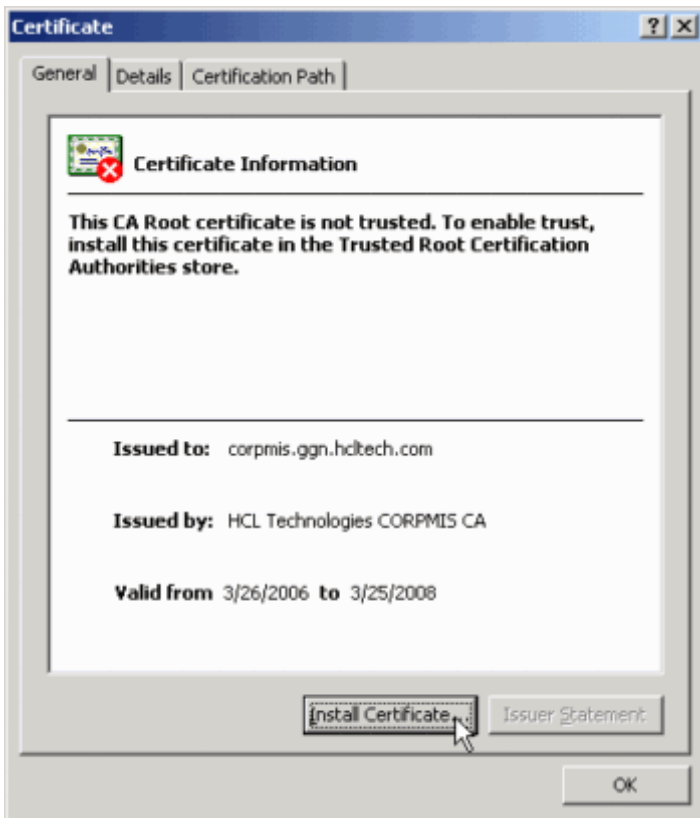 Certificate
General Details Certification Path
Certificate Information
This CA Root certificate is not trusted. To enable trust,
install this certificate in the Trusted Root Certification
Authorities store.
Issued to: corpmis.ggn.hcltech.com
Issued by: HCL Technologies CORPMIS CA
Valid from 3/26/2006 to 3/25/2008
Install Certificate... Issuer Statement
OK